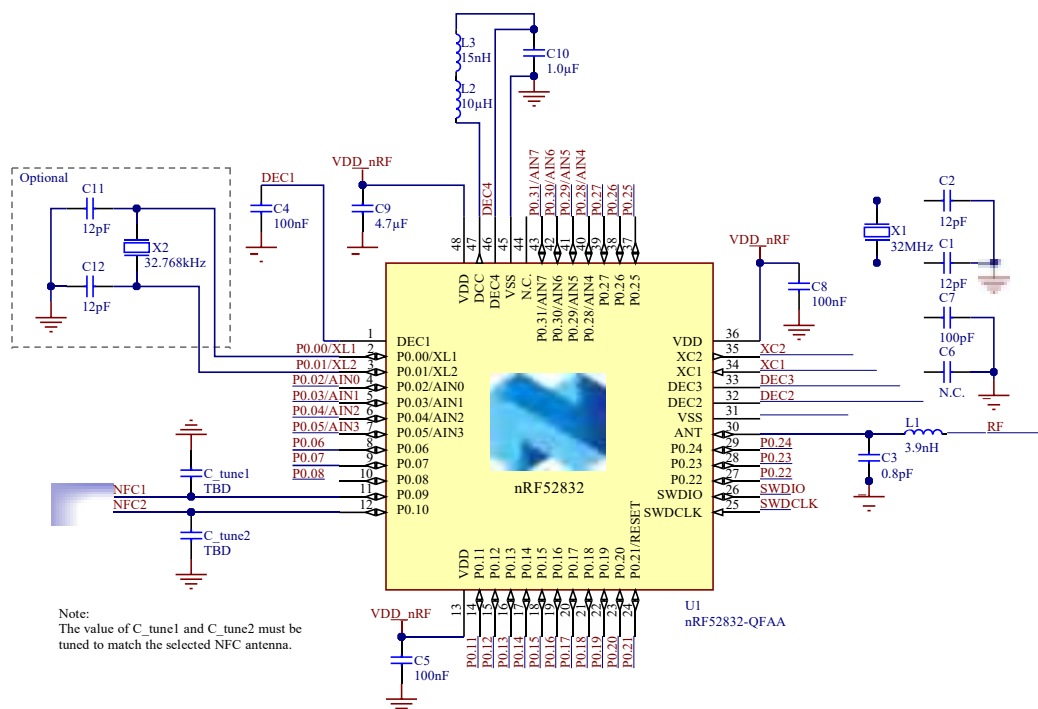 L3
15nH
L2
10µH
C10
1.0µF
Optional
C11
12pF
X2
32.768kHz
C12
12pF
DEC1
C4
100nF
VDD_nRF
C9
4.7µF
DEC4
P0.31/AIN7
P0.30/AIN6
P0.29/AIN5
P0.28/AIN4
P0.27
P0.26
P0.25
48
47
46
45
44
43
42
41
40
39
38
37
VDD
DCC
DEC4
VSS
N.C.
P0.31/AIN7
P0.30/AIN6
P0.29/AIN5
P0.28/AIN4
P0.27
P0.26
P0.25
VDD_nRF
C8
100nF
X1
32MHz
C2
12pF
C1
12pF
C7
100pF
C6
N.C.
1
DEC1
P0.00/XL1
2
P0.00/XL1
P0.01/XL2
3
P0.01/XL2
P0.02/AIN0
4
P0.02/AIN0
P0.03/AIN1
5
P0.03/AIN1
P0.04/AIN2
6
P0.04/AIN2
P0.05/AIN3
7
P0.05/AIN3
P0.06
8
P0.06
P0.07
9
P0.07
P0.08
10
P0.08
NFC1
11
P0.09
NFC2
12
P0.10
C_tune1
TBD
C_tune2
TBD
nRF52832
VDD
36
XC2
35
XC2
XC1
34
XC1
DEC3
33
DEC3
DEC2
32
DEC2
VSS
31
ANT
30
P0.24
29
P0.24
P0.23
28
P0.23
P0.22
27
P0.22
SWDIO
26
SWDIO
SWDCLK
25
SWDCLK
L1
3.9nH
RF
C3
0.8pF
VDD
P0.11
P0.12
P0.13
P0.14
P0.15
P0.16
P0.17
P0.18
P0.19
P0.20
P0.21/RESET
13
14
15
16
17
18
19
20
21
22
23
24
P0.11
P0.12
P0.13
P0.14
P0.15
P0.16
P0.17
P0.18
P0.19
P0.20
P0.21
VDD_nRF
C5
100nF
U1
nRF52832-QFAA
Note:
The value of C_tune1 and C_tune2 must be
tuned to match the selected NFC antenna.